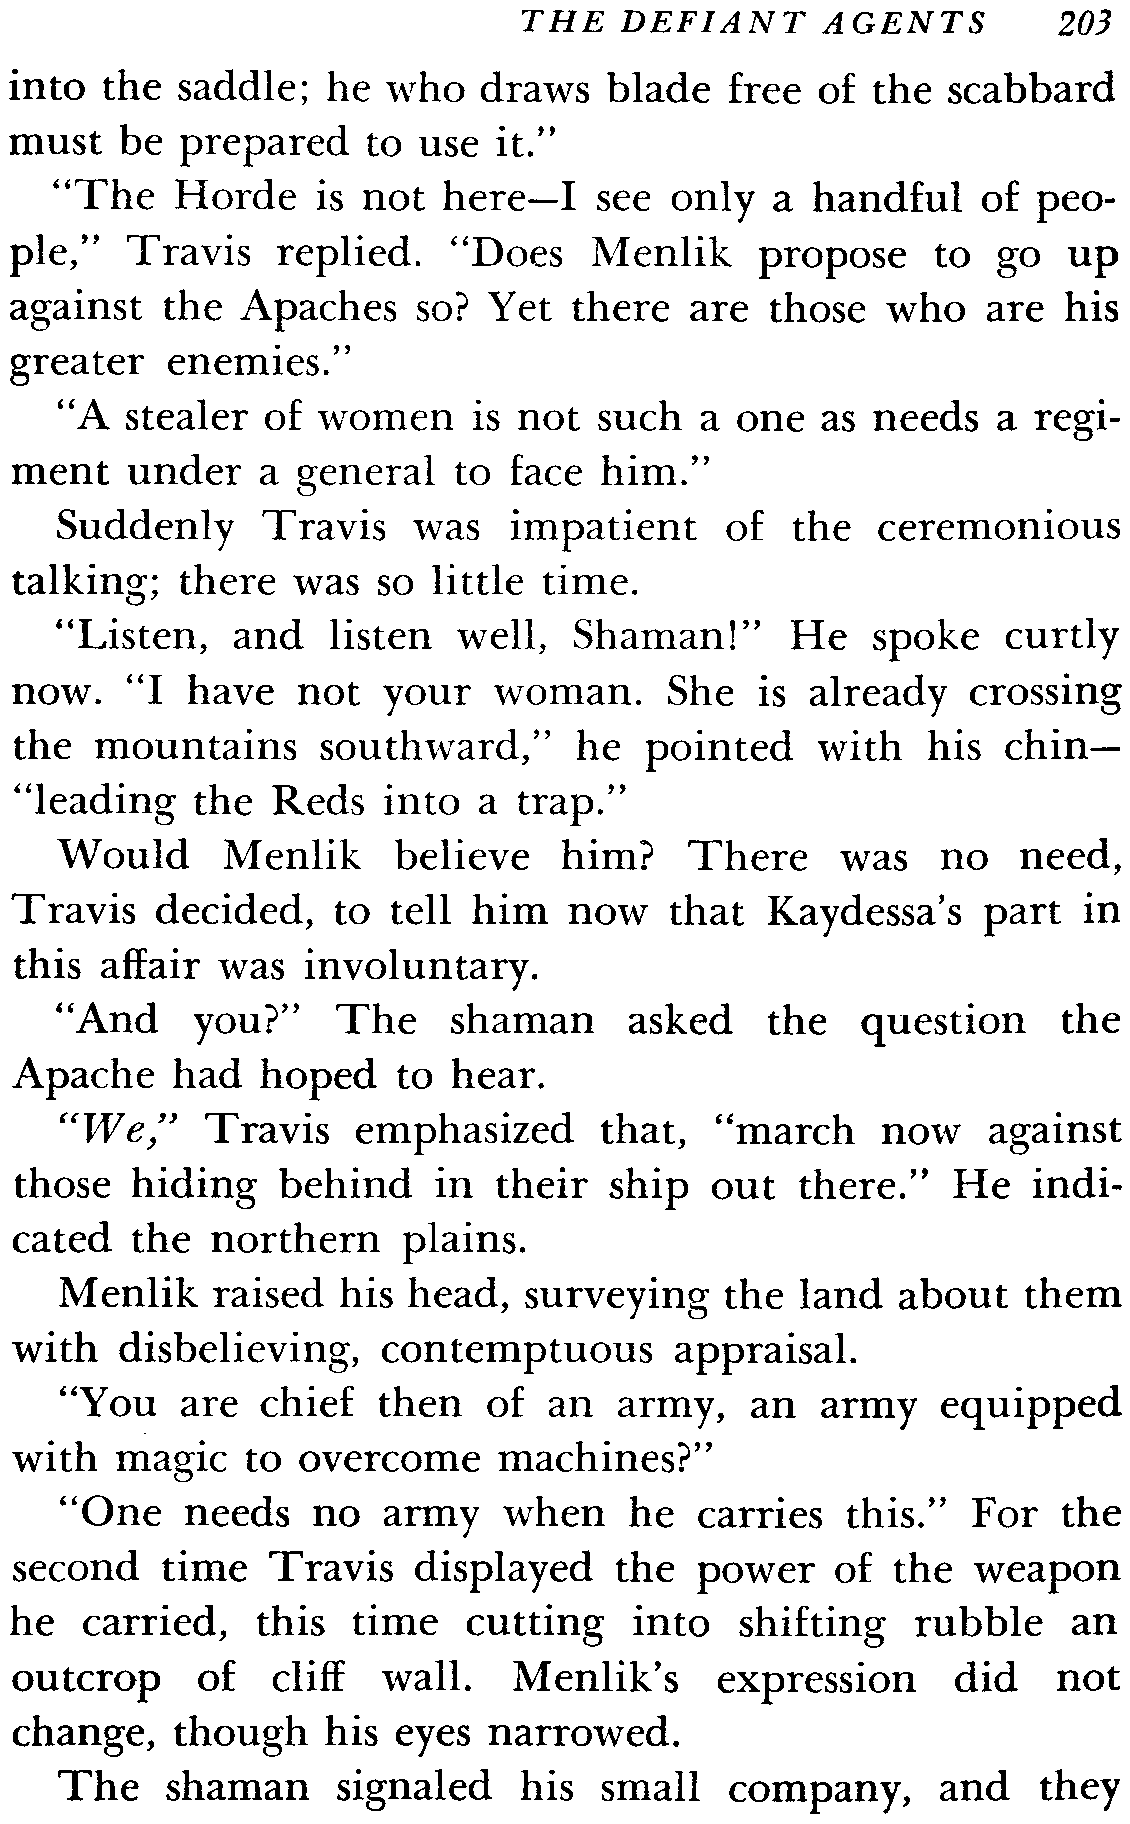 THE DEFIANT AGENTS 203
into the saddle; he who draws blade free of the scabbard
must be prepared to use it."
"The Horde is not here—I see only a handful of peo-
ple," Travis replied. "Does Menlik propose to go up
against the Apaches so? Yet there are those who are his
greater enemies."
"A stealer of women is not such a one as needs a regi-
ment under a general to face him."
Suddenly Travis was impatient of the ceremonious
talking; there was so little time.
"Listen, and listen well, Shaman!" He spoke curtly
now. "I have not your woman. She is already crossing
the mountains southward," he pointed with his chin—
"leading the Reds into a trap."
Would Menlik believe him? There was no need,
Travis decided, to tell him now that Kaydessa's part in
this affair was involuntary.
"And you?" The shaman asked the question the
Apache had hoped to hear.
"We," Travis emphasized that, "march now against
those hiding behind in their ship out there." He indi-
cated the northern plains.
Menlik raised his head, surveying the land about them
with disbelieving, contemptuous appraisal.
"You are chief then of an army, an army equipped
with magic to overcome machines?"
"One needs no army when he carries this." For the
second time Travis displayed the power of the weapon
he carried, this time cutting into shifting rubble an
outcrop of cliff wall. Menlik's expression did not
change, though his eyes narrowed.
The shaman signaled his small company, and they